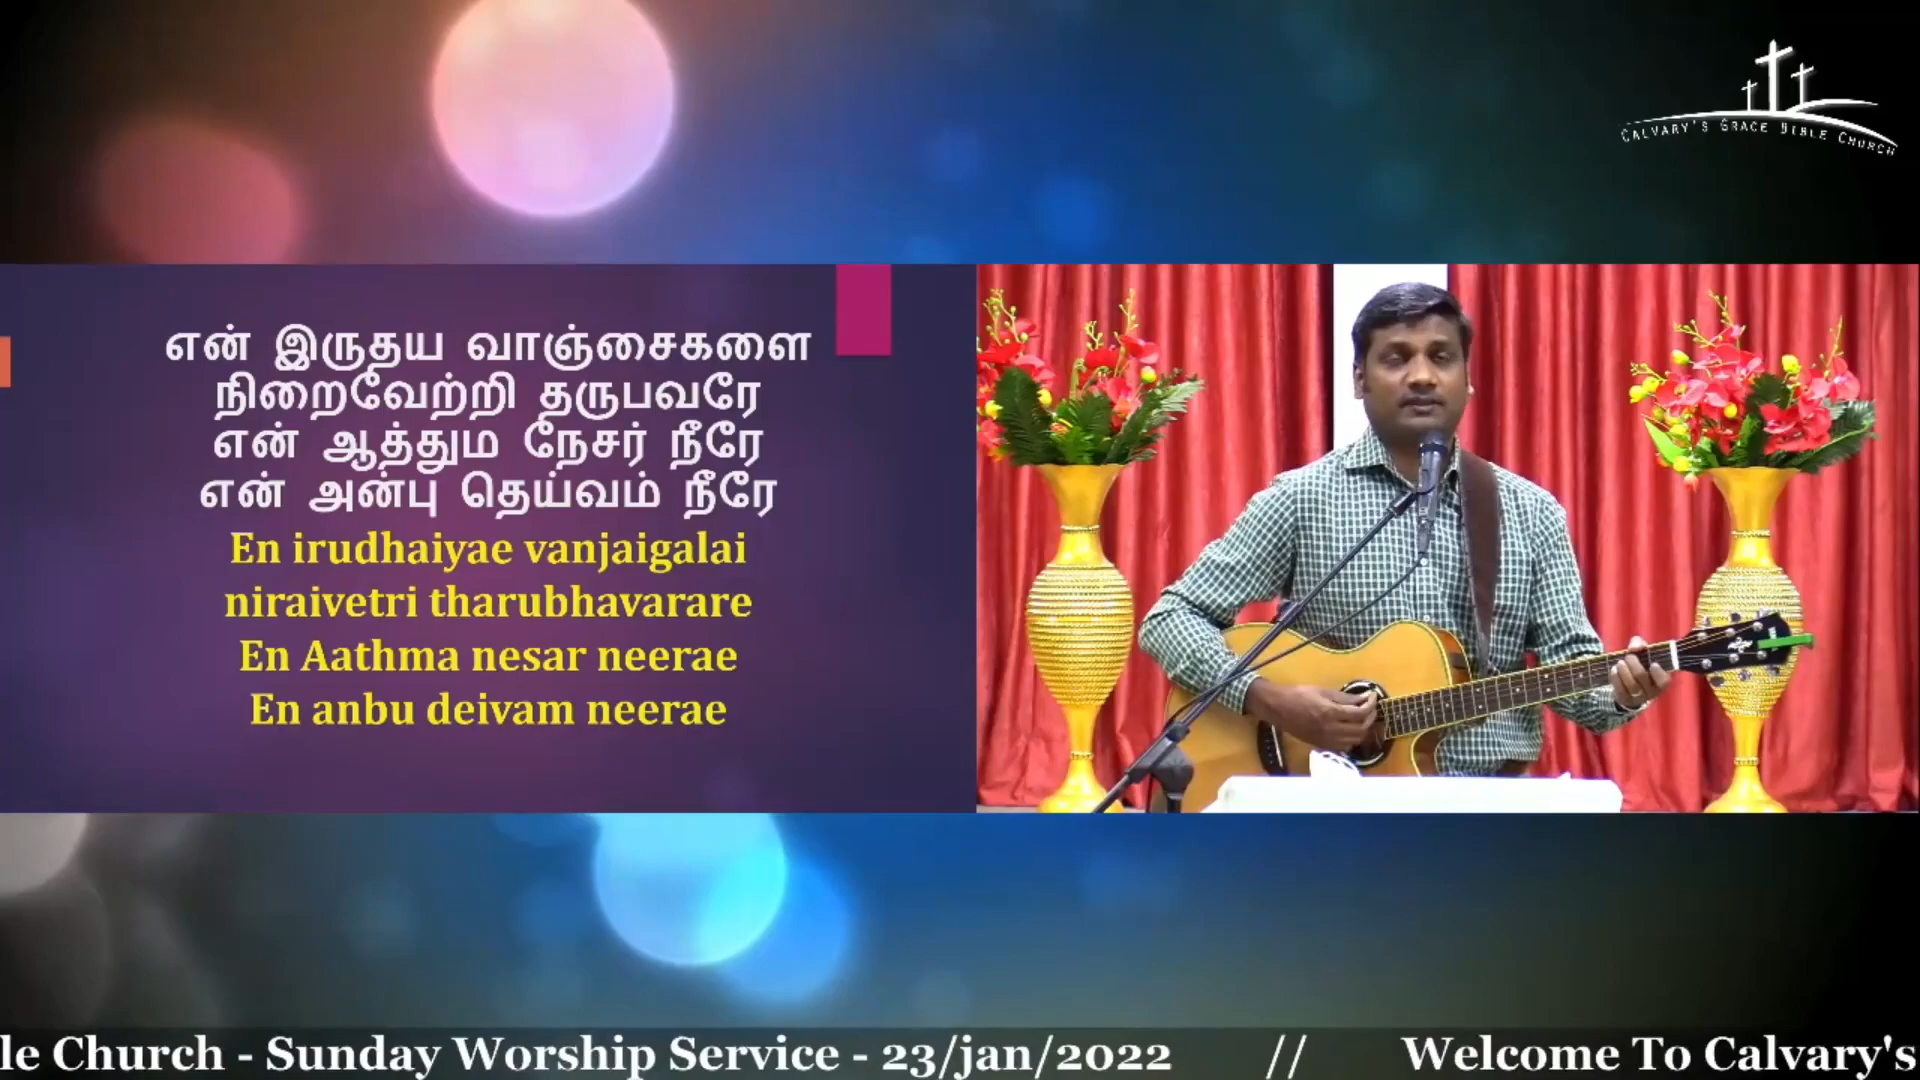 CALVARY'S GRACE BIBLE CHURCH
என் இருதய வாஞ்சைகளை
நிறைவேற்றி தருபவரே
என் ஆத்தும நேசர் நீரே
என் அன்பு தெய்வம் நீரே
En irudhaiyae vanjaigalai
niraivetri tharubhavarare
En Aathma nesar neerae
En anbu deivam neerae
le Church - Sunday Worship Service - 23/jan/2022 // Welcome To Calvary's